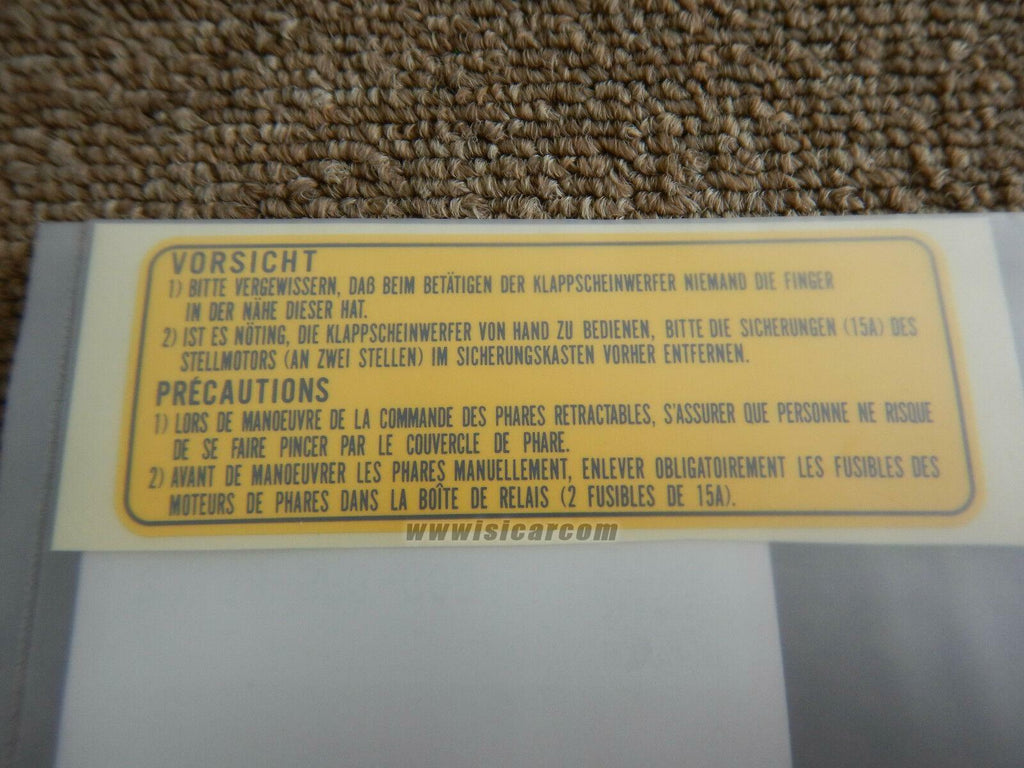 VORSICHT
1) BITTE VERGEWISSERN, DAß BEIM BETÄTIGEN DER KLAPPSCHEINWERFER NIEMAND DIE FINGER
IN DER NÄHE DIESER HAT.
2) IST ES NÖTING, DIE KLAPPSCHEINWERFER VON HAND ZU BEDIENEN, BITTE DIE SICHERUNGEN (15A) DES
STELLMOTORS (AN ZWEI STELLEN) IM SICHERUNGSKASTEN VORHER ENTFERNEN.
PRÉCAUTIONS
1) LORS DE MANOEUVRE DE LA COMMANDE DES PHARES RETRACTABLES, S'ASSURER QUE PERSONNE NE RISQUE
DE SE FAIRE PINCER PAR LE COUVERCLE DE PHARE.
2) AVANT DE MANOEUVRER LES PHARES MANUELLEMENT, ENLEVER OBLIGATOIREMENT LES FUSIBLES DES
MOTEURS DE PHARES DANS LA BOÎTE DE RELAIS (2 FUSIBLES DE 15A).
wwwisicarcom